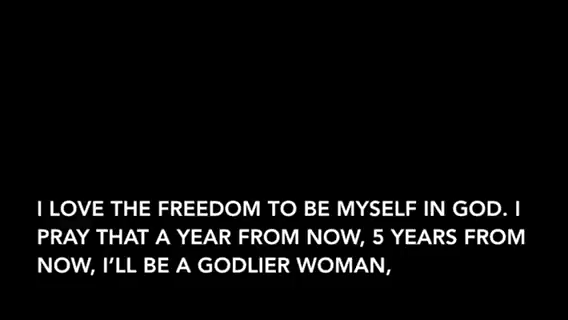 I LOVE THE FREEDOM TO BE MYSELF IN GOD. I
PRAY THAT A YEAR FROM NOW, 5 YEARS FROM
NOW, I’LL BE A GODLIER WOMAN,